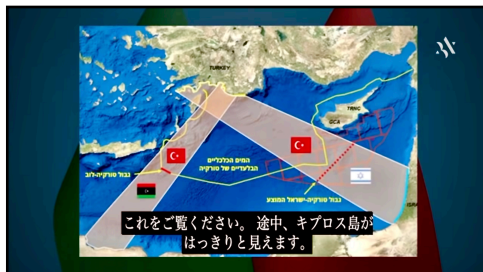 TURKEY
TRNC
GCA
המים הכלכליים
הבלעדיים של טורקיה
גבול טורקיה-לוב
גבול טורקיה-ישראל המוצע
ISRA
これをご覧ください。 途中、キプロス島が
はっきりと見えます。